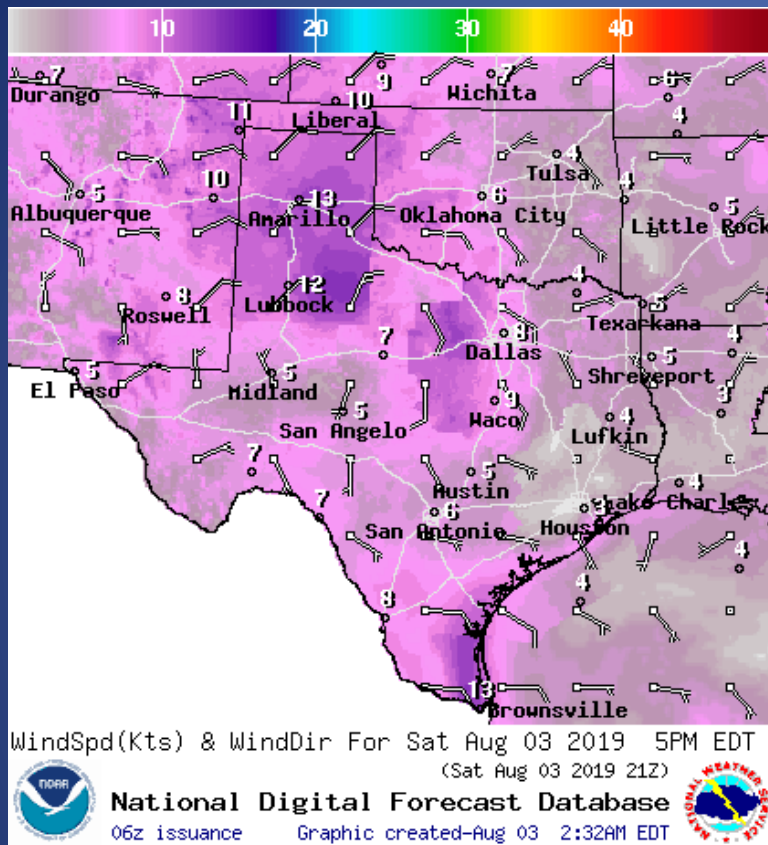 10 20 30 40
7 9 7 6
Durango Wichita
11 10 4
Liberal
4
Tulsa
5 10 13 6 4 5
Albuquerque Amarillo Oklahoma City Little Rock
8 12 4 5
Roswell Lubbock Texarkana
7 8 4
Dallas
5 5 5
El Paso Midland Shreveport
5 9 4 3
San Angelo Waco Lufkin
7 5 4
Austin
7 6 3 Lake Charles
San Antonio Houston
4
8 4
13
Brownsville
WindSpd(Kts) & WindDir For Sat Aug 03 2019 5PM EDT
(Sat Aug 03 2019 21Z)
NOAA
NATIONAL WEATHER SERVICE
National Digital Forecast Database
06z issuance Graphic created-Aug 03 2:32AM EDT